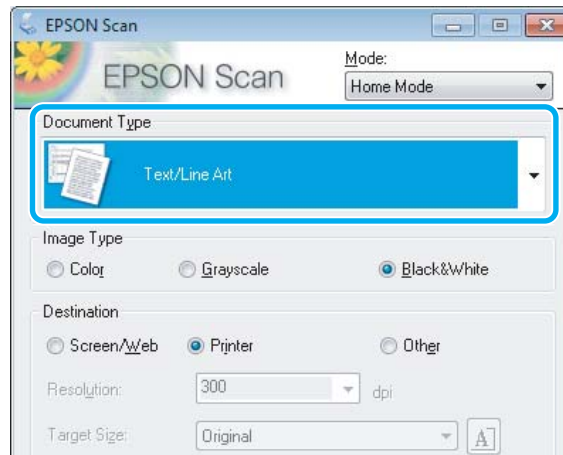 EPSON Scan
EPSON Scan
Mode:
Home Mode
Document Type
Text/Line Art
Image Type
Color Grayscale Black&White
Destination
Screen/Web Printer Other
Resolution: 300 dpi
Target Size: Original A